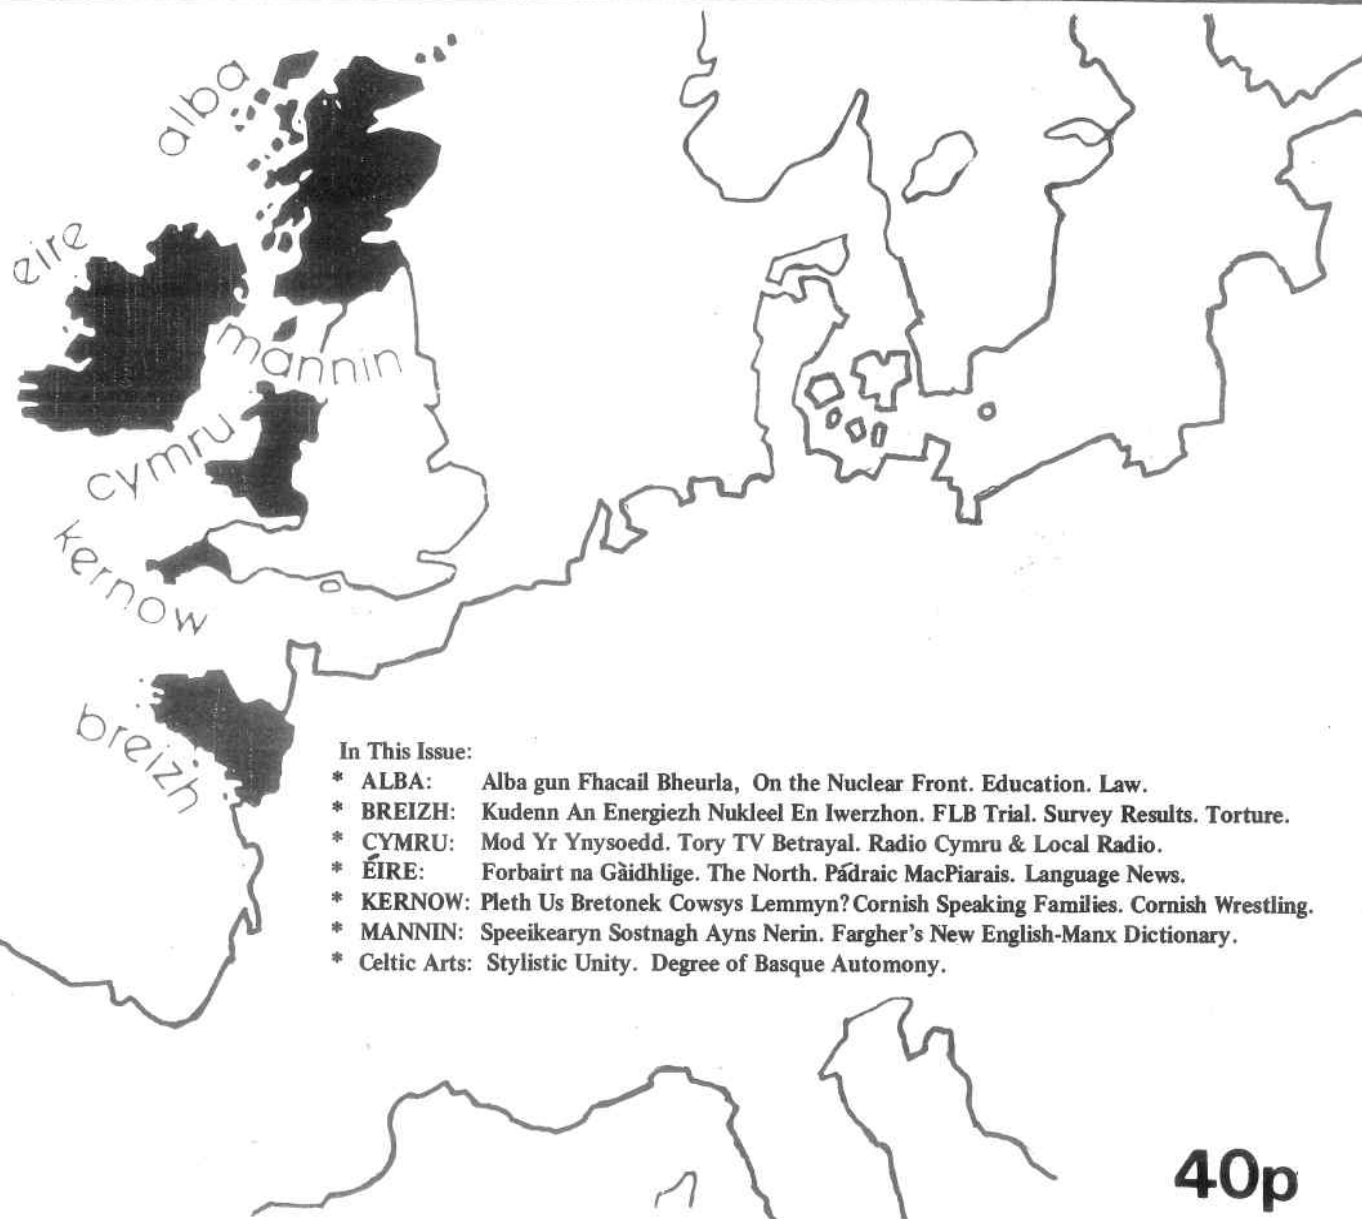 alba
eire
mannin
cymru
kernow
breizh
In This Issue:
* ALBA: Alba gun Fhacail Bheurla, On the Nuclear Front. Education. Law.
* BREIZH: Kudenn An Energiezh Nukleel En Iwerzhon. FLB Trial. Survey Results. Torture.
* CYMRU: Mod Yr Ynysoedd. Tory TV Betrayal. Radio Cymru & Local Radio.
* ÉIRE: Forbairt na Gàidhlige. The North. Pádraic MacPiarais. Language News.
* KERNOW: Pleth Us Bretonek Cowsys Lemmyn? Cornish Speaking Families. Cornish Wrestling.
* MANNIN: Speeikearyn Sostnagh Ayns Nerin. Fargher's New English-Manx Dictionary.
* Celtic Arts: Stylistic Unity. Degree of Basque Automony.
40p